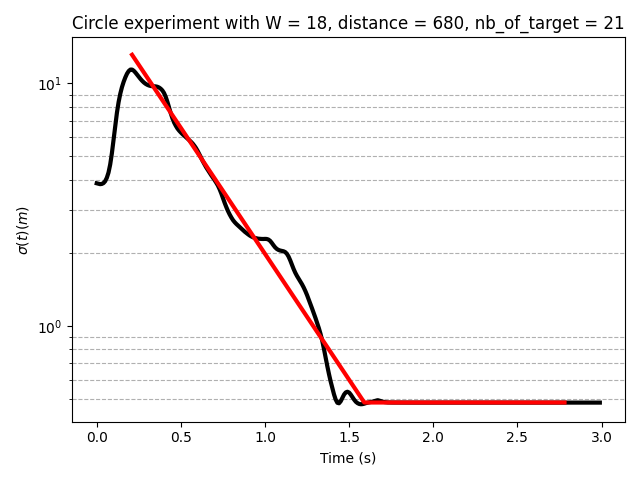 Circle experiment with W = 18, distance = 680, nb_of_target = 21
10¹
10⁰
σ(t)(m)
0.0 0.5 1.0 1.5 2.0 2.5 3.0
Time (s)